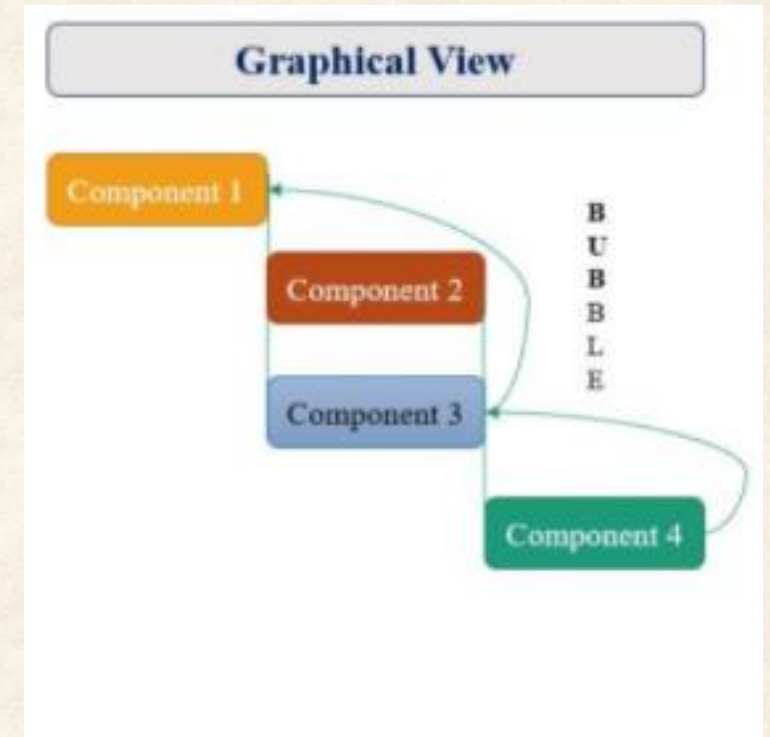 Graphical View
Component 1
B
U
B
B
L
E
Component 2
Component 3
Component 4